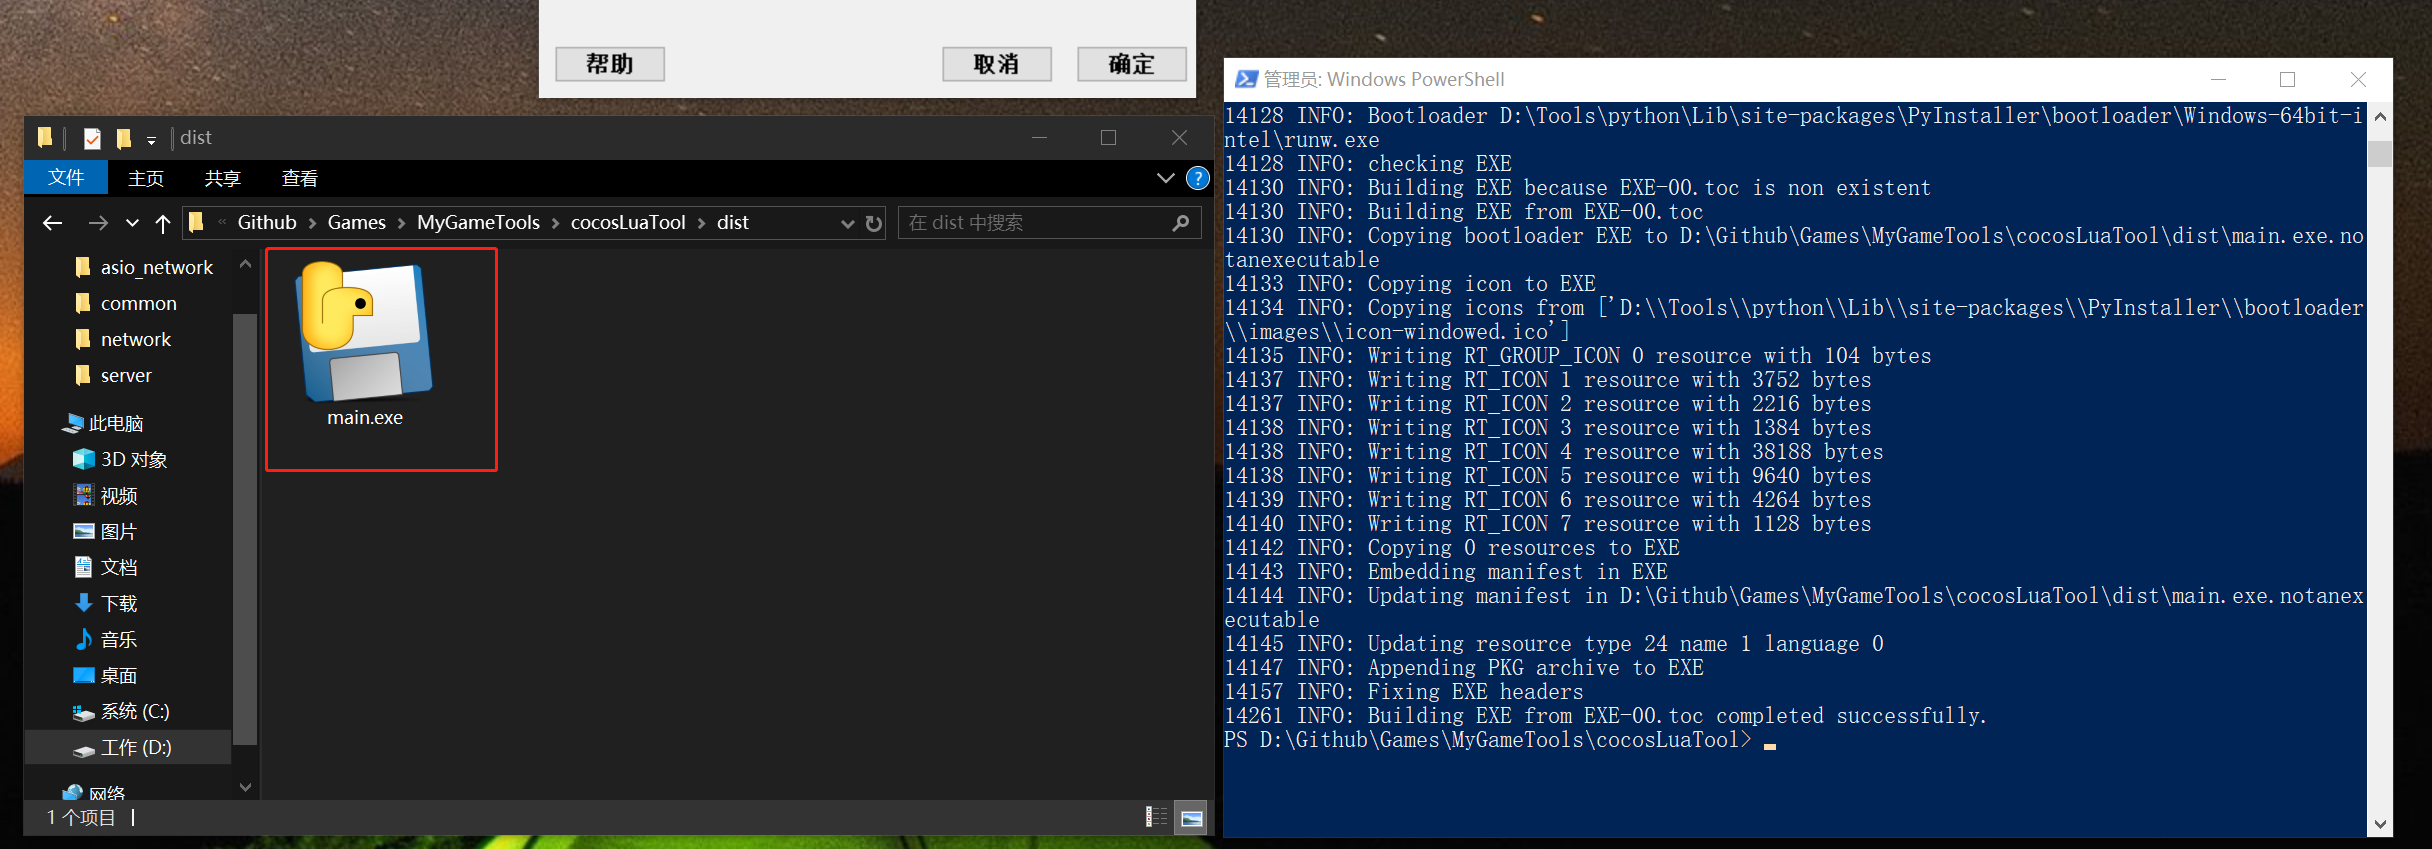 帮助
取消
确定
dist
文件
主页
共享
查看
Github
Games
MyGameTools
cocosLuaTool
dist
在 dist 中搜索
asio_network
common
network
server
此电脑
3D 对象
视频
图片
文档
下载
音乐
桌面
系统 (C:)
工作 (D:)
网络
main.exe
1 个项目
管理员: Windows PowerShell
14128 INFO: Bootloader D:\Tools\python\Lib\site-packages\PyInstaller\bootloader\Windows-64bit-i
ntel\runw.exe
14128 INFO: checking EXE
14130 INFO: Building EXE because EXE-00.toc is non existent
14130 INFO: Building EXE from EXE-00.toc
14130 INFO: Copying bootloader EXE to D:\Github\Games\MyGameTools\cocosLuaTool\dist\main.exe.no
tanexecutable
14133 INFO: Copying icon to EXE
14134 INFO: Copying icons from ['D:\\Tools\\python\\Lib\\site-packages\\PyInstaller\\bootloader
\\images\\icon-windowed.ico']
14135 INFO: Writing RT_GROUP_ICON 0 resource with 104 bytes
14137 INFO: Writing RT_ICON 1 resource with 3752 bytes
14137 INFO: Writing RT_ICON 2 resource with 2216 bytes
14138 INFO: Writing RT_ICON 3 resource with 1384 bytes
14138 INFO: Writing RT_ICON 4 resource with 38188 bytes
14138 INFO: Writing RT_ICON 5 resource with 9640 bytes
14139 INFO: Writing RT_ICON 6 resource with 4264 bytes
14140 INFO: Writing RT_ICON 7 resource with 1128 bytes
14142 INFO: Copying 0 resources to EXE
14143 INFO: Embedding manifest in EXE
14144 INFO: Updating manifest in D:\Github\Games\MyGameTools\cocosLuaTool\dist\main.exe.notanex
ecutable
14145 INFO: Updating resource type 24 name 1 language 0
14147 INFO: Appending PKG archive to EXE
14157 INFO: Fixing EXE headers
14261 INFO: Building EXE from EXE-00.toc completed successfully.
PS D:\Github\Games\MyGameTools\cocosLuaTool>